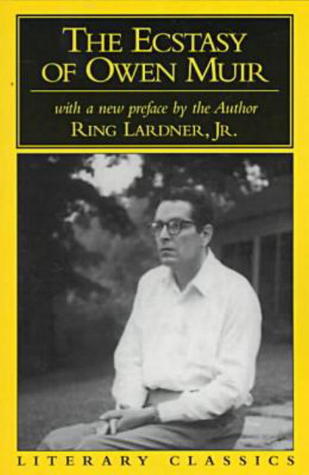 THE ECSTASY
OF OWEN MUIR
with a new preface by the Author
RING LARDNER, JR.
LITERARY CLASSICS